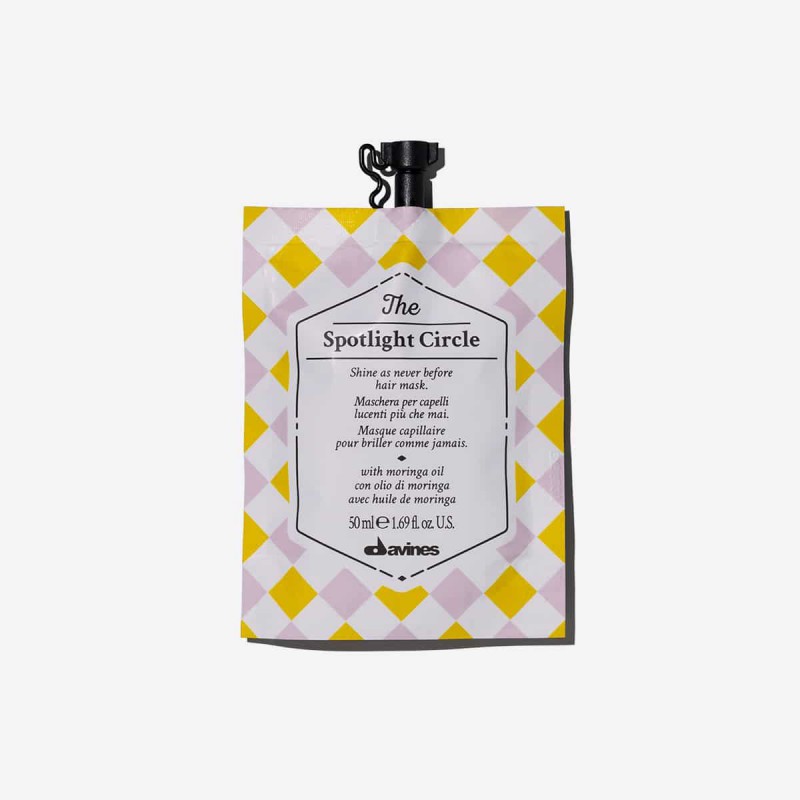 The
Spotlight Circle
Shine as never before
hair mask.
Maschera per capelli
lucenti più che mai.
Masque capillaire
pour briller comme jamais.
with moringa oil
con olio di moringa
avec huile de moringa
50 ml ℮ 1.69 fl. oz. U.S.
davines